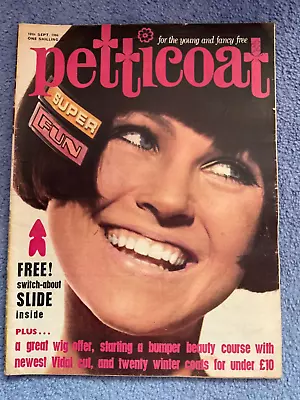 10th SEPT. 1966
ONE SHILLING
for the young and fancy free
petticoat
SUPER
FUN
FREE!
switch-about
SLIDE
inside
PLUS...
a great wig offer, starting a bumper beauty course with
newest Vidal cut, and twenty winter coats for under £10